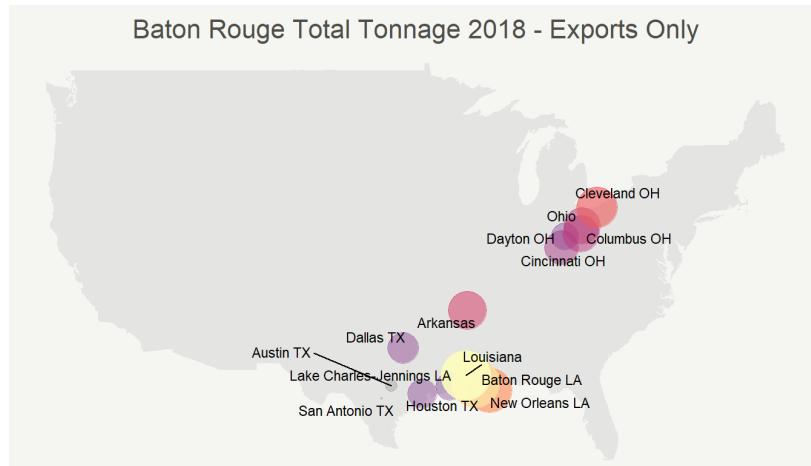 Baton Rouge Total Tonnage 2018 - Exports Only
Cleveland OH
Ohio
Dayton OH
Columbus OH
Cincinnati OH
Arkansas
Dallas TX
Austin TX
Louisiana
Lake Charles-Jennings LA
Baton Rouge LA
San Antonio TX
Houston TX
New Orleans LA